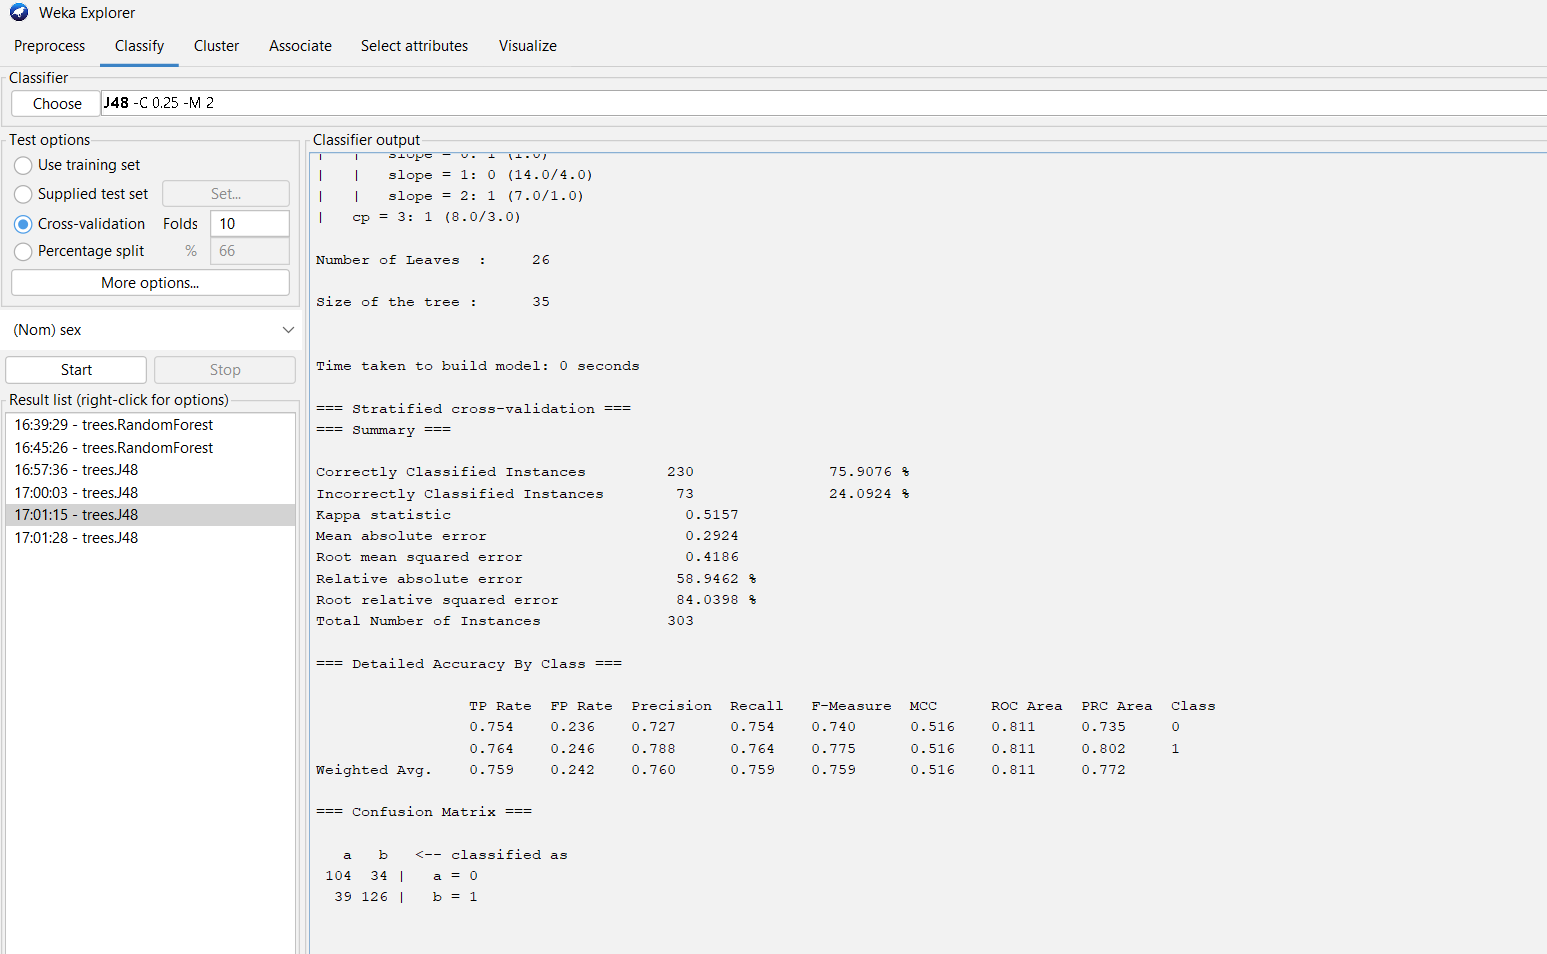 Weka Explorer
Preprocess Classify Cluster Associate Select attributes Visualize
Classifier
Choose J48 -C 0.25 -M 2
Test options
Use training set
Supplied test set Set...
Cross-validation Folds 10
Percentage split % 66
More options...
(Nom) sex
Start Stop
Result list (right-click for options)
16:39:29 - trees.RandomForest
16:45:26 - trees.RandomForest
16:57:36 - trees.J48
17:00:03 - trees.J48
17:01:15 - trees.J48
17:01:28 - trees.J48
Classifier output
| | slope = 0: 1 (1.0)
| | slope = 1: 0 (14.0/4.0)
| | slope = 2: 1 (7.0/1.0)
| cp = 3: 1 (8.0/3.0)
Number of Leaves : 26
Size of the tree : 35
Time taken to build model: 0 seconds
=== Stratified cross-validation ===
=== Summary ===
Correctly Classified Instances 230 75.9076 %
Incorrectly Classified Instances 73 24.0924 %
Kappa statistic 0.5157
Mean absolute error 0.2924
Root mean squared error 0.4186
Relative absolute error 58.9462 %
Root relative squared error 84.0398 %
Total Number of Instances 303
=== Detailed Accuracy By Class ===
TP Rate FP Rate Precision Recall F-Measure MCC ROC Area PRC Area Class
0.754 0.236 0.727 0.754 0.740 0.516 0.811 0.735 0
0.764 0.246 0.788 0.764 0.775 0.516 0.811 0.802 1
Weighted Avg. 0.759 0.242 0.760 0.759 0.759 0.516 0.811 0.772
=== Confusion Matrix ===
a b <-- classified as
104 34 | a = 0
39 126 | b = 1